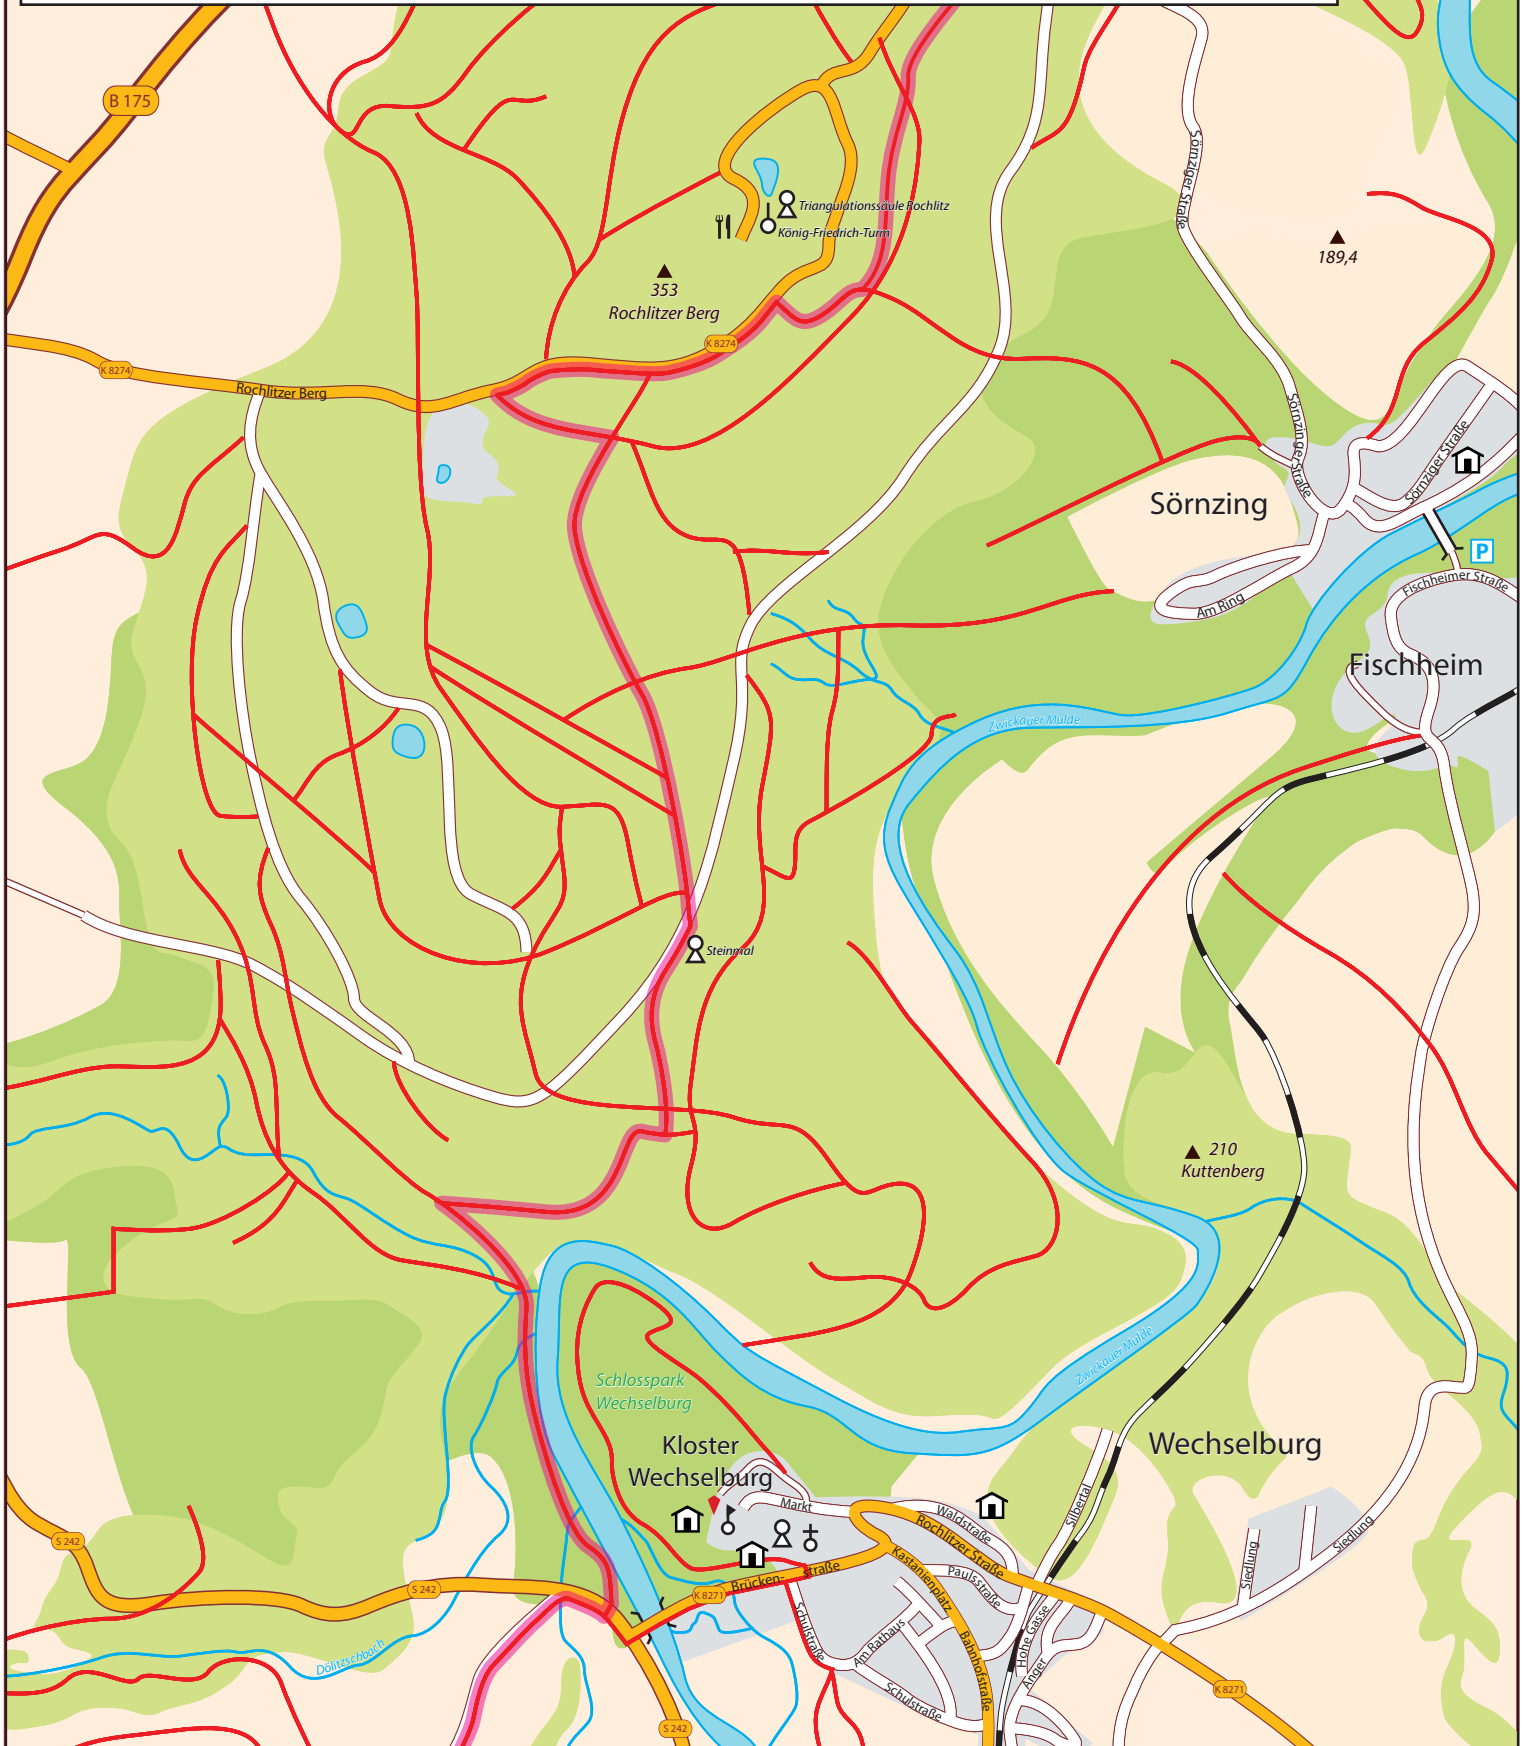 B 175
Sörnziger Straße
Triangulationssäule Rochlitz
König-Friedrich-Turm
189,4
353
Rochlitzer Berg
K 8274
K 8274
Rochlitzer Berg
Sörnzinger Straße
Sörnziger Straße
Sörnzing
P
Fischheimer Straße
Am Ring
Fischheim
Zwickauer Mulde
Steinmal
210
Kuttenberg
Zwickauer Mulde
Schlosspark
Wechselburg
Kloster
Wechselburg
Wechselburg
Markt
Waldstraße
Silbertal
Rochlitzer Straße
Siedlung
Siedlung
S 242
S 242
K 8271
Brücken-
straße
Kastanienplatz
Paulsstraße
Schulstraße
Am Rathaus
Hohe Gasse
Anger
Bahnhofstraße
Schulstraße
Dölitzschbach
K 8271
S 242